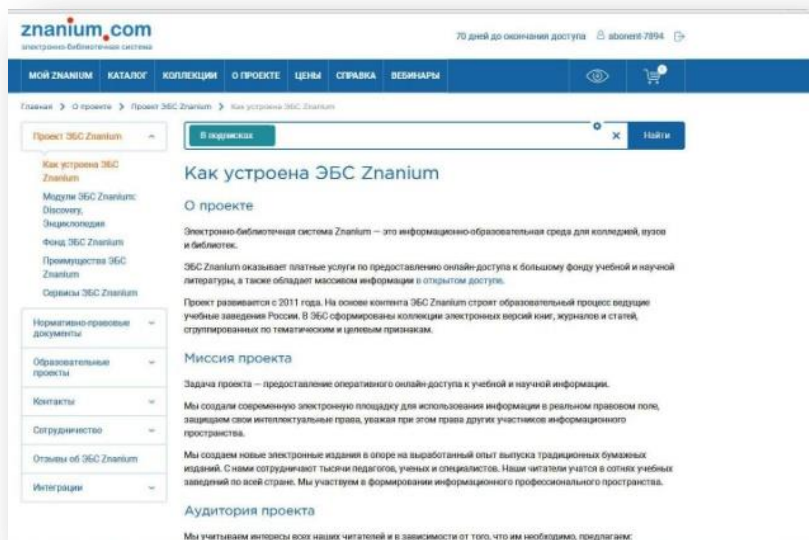 znanium.com
электронно-библиотечная система
70 дней до окончания доступа abonent-7894
МОЙ ZNANIUM КАТАЛОГ КОЛЛЕКЦИИ О ПРОЕКТЕ ЦЕНЫ СПРАВКА ВЕБИНАРЫ 0
Главная > О проекте > Проект ЭБС Znanium > Как устроена ЭБС Znanium
Проект ЭБС Znanium
Как устроена ЭБС
Znanium
Модули ЭБС Znanium:
Discovery,
Энциклопедия
Фонд ЭБС Znanium
Преимущества ЭБС
Znanium
Сервисы ЭБС Znanium
Нормативно-правовые
документы
Образовательные
проекты
Контакты
Сотрудничество
Отзывы об ЭБС Znanium
Интеграции
В подписках × Найти
Как устроена ЭБС Znanium
О проекте
Электронно-библиотечная система Znanium — это информационно-образовательная среда для колледжей, вузов
и библиотек.
ЭБС Znanium оказывает платные услуги по предоставлению онлайн-доступа к большому фонду учебной и научной
литературы, а также обладает массивом информации в открытом доступе.
Проект развивается с 2011 года. На основе контента ЭБС Znanium строят образовательный процесс ведущие
учебные заведения России. В ЭБС сформированы коллекции электронных версий книг, журналов и статей,
сгруппированных по тематическим и целевым признакам.
Миссия проекта
Задача проекта — предоставление оперативного онлайн-доступа к учебной и научной информации.
Мы создали современную электронную площадку для использования информации в реальном правовом поле,
защищаем свои интеллектуальные права, уважая при этом права других участников информационного
пространства.
Мы создаем новые электронные издания в опоре на выработанный опыт выпуска традиционных бумажных
изданий. С нами сотрудничают тысячи педагогов, ученых и специалистов. Наши читатели учатся в сотнях учебных
заведений по всей стране. Мы участвуем в формировании информационного профессионального пространства.
Аудитория проекта
Мы учитываем интересы всех наших читателей и в зависимости от того, что им необходимо, предлагаем: